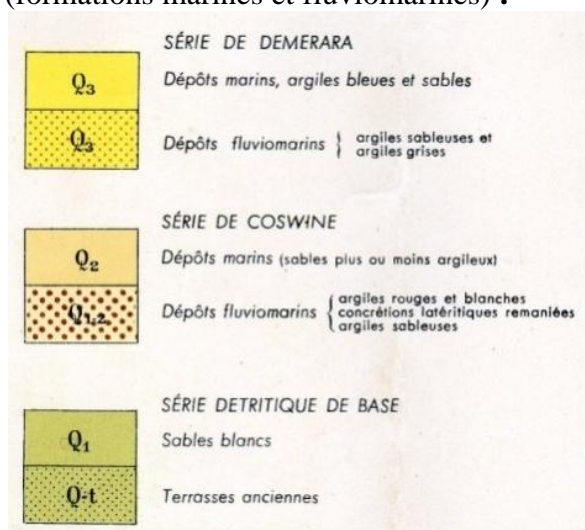 (formations marines et fluviomarines) :
SÉRIE DE DEMERARA
Q3
Dépôts marins, argiles bleues et sables
Q3
Dépôts fluviomarins { argiles sableuses et
argiles grises
SÉRIE DE COSWINE
Q2
Dépôts marins (sables plus ou moins argileux)
Q1-2
Dépôts fluviomarins { argiles rouges et blanches
concrétions latéritiques remaniées
argiles sableuses
SÉRIE DETRITIQUE DE BASE
Q1
Sables blancs
Q-t
Terrasses anciennes